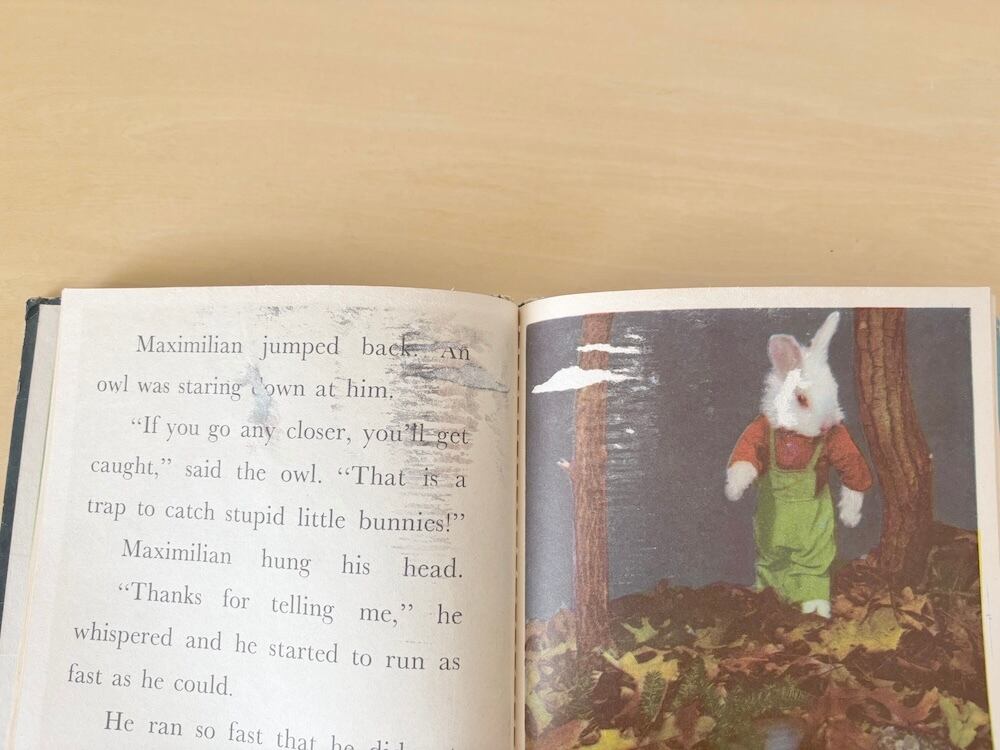 Maximilian jumped back. An
owl was staring down at him.
“If you go any closer, you’ll get
caught,” said the owl. “That is a
trap to catch stupid little bunnies!”
Maximilian hung his head.
“Thanks for telling me,” he
whispered and he started to run as
fast as he could.
He ran so fast that he